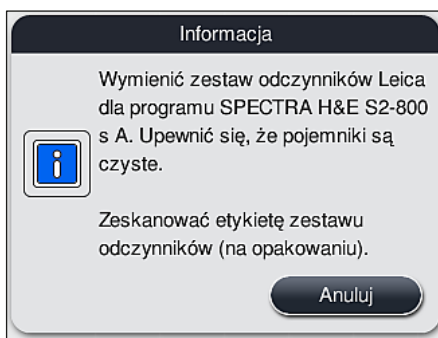 Informacja
Wymienić zestaw odczynników Leica
dla programu SPECTRA H&E S2-800
s A. Upewnić się, że pojemniki są
czyste.
Zeskanować etykietę zestawu
odczynników (na opakowaniu).
Anuluj